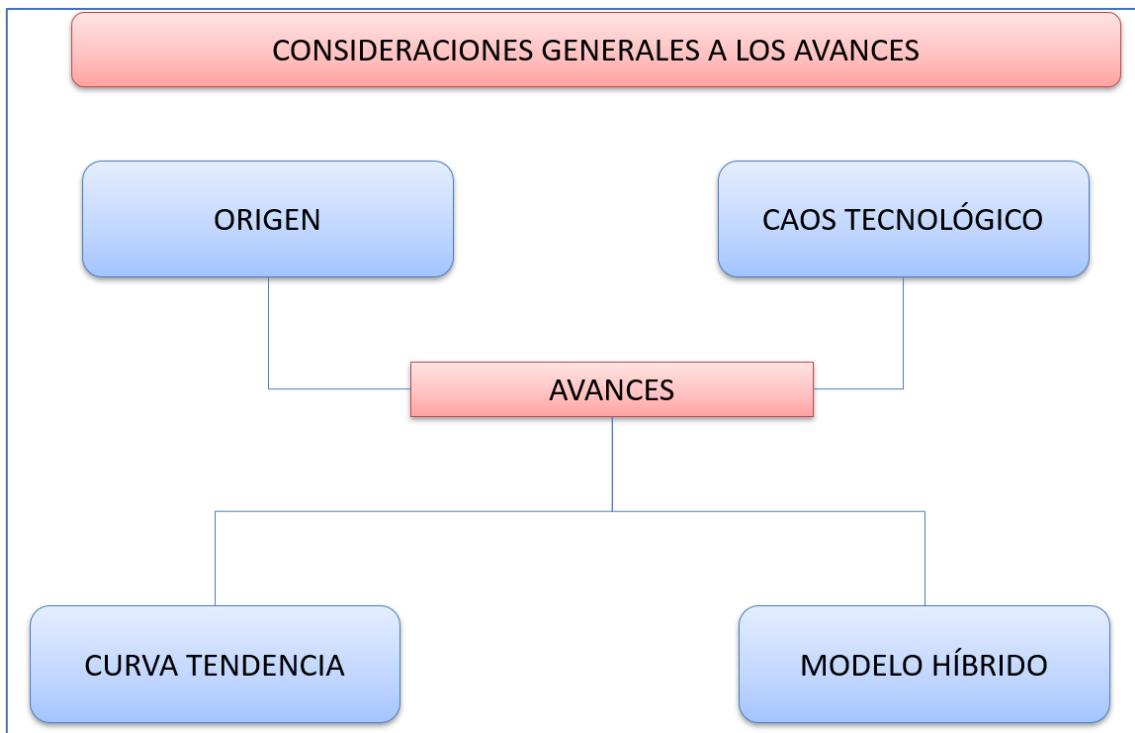 CONSIDERACIONES GENERALES A LOS AVANCES
ORIGEN
CAOS TECNOLÓGICO
AVANCES
CURVA TENDENCIA
MODELO HÍBRIDO